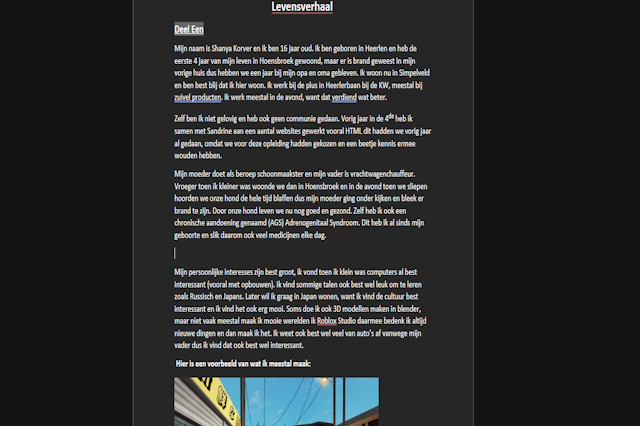 Levensverhaal
Deel Een
Mijn naam is Shanya Korver en ik ben 16 jaar oud. Ik ben geboren in Heerlen en heb de
eerste 4 jaar van mijn leven in Hoensbroek gewoond, maar er is brand geweest in mijn
vorige huis dus hebben we een jaar bij mijn opa en oma gebleven. Ik woon nu in Simpelveld
en ben best blij dat ik hier woon. Ik werk bij de plus in Heerlerbaan bij de KW, meestal bij
zuivel producten. Ik werk meestal in de avond, want dat verdiend wat beter.
Zelf ben ik niet gelovig en heb ook geen communie gedaan. Vorig jaar in de 4de heb ik
samen met Sandrine aan een aantal websites gewerkt vooral HTML dit hadden we vorig jaar
al gedaan, omdat we voor deze opleiding hadden gekozen en een beetje kennis ermee
wouden hebben.
Mijn moeder doet als beroep schoonmaakster en mijn vader is vrachtwagenchauffeur.
Vroeger toen ik kleiner was woonde we dan in Hoensbroek en in de avond toen we sliepen
hoorden we onze hond de hele tijd blaffen dus mijn moeder ging onder kijken en bleek er
brand te zijn. Door onze hond leven we nu nog goed en gezond. Zelf heb ik ook een
chronische aandoening genaamd (AGS) Adrenogenitaal Syndroom. Dit heb ik al sinds mijn
geboorte en slik daarom ook veel medicijnen elke dag.
Mijn persoonlijke interesses zijn best groot, ik vond toen ik klein was computers al best
interessant (vooral met opbouwen). Ik vind sommige talen ook best wel leuk om te leren
zoals Russisch en Japans. Later wil ik graag in Japan wonen, want ik vind de cultuur best
interessant en ik vind het ook erg mooi. Soms doe ik ook 3D modellen maken in blender,
maar niet vaak meestal maak ik mooie werelden ik Roblox Studio daarmee bedenk ik altijd
nieuwe dingen en dan maak ik het. Ik weet ook best wel veel van auto's af vanwege mijn
vader dus ik vind dat ook best wel interessant.
Hier is een voorbeeld van wat ik meestal maak: